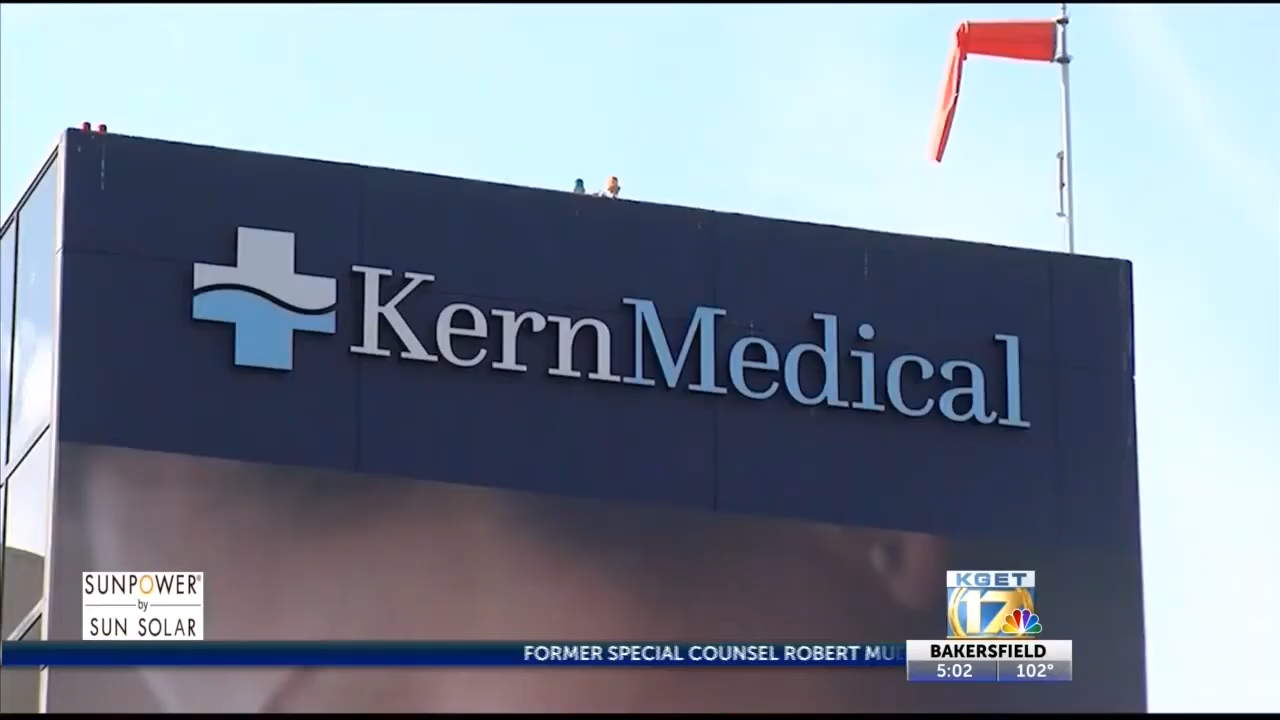 KernMedical
SUNPOWER®
by
SUN SOLAR
KGET
17
FORMER SPECIAL COUNSEL ROBERT
BAKERSFIELD
5:02 102°